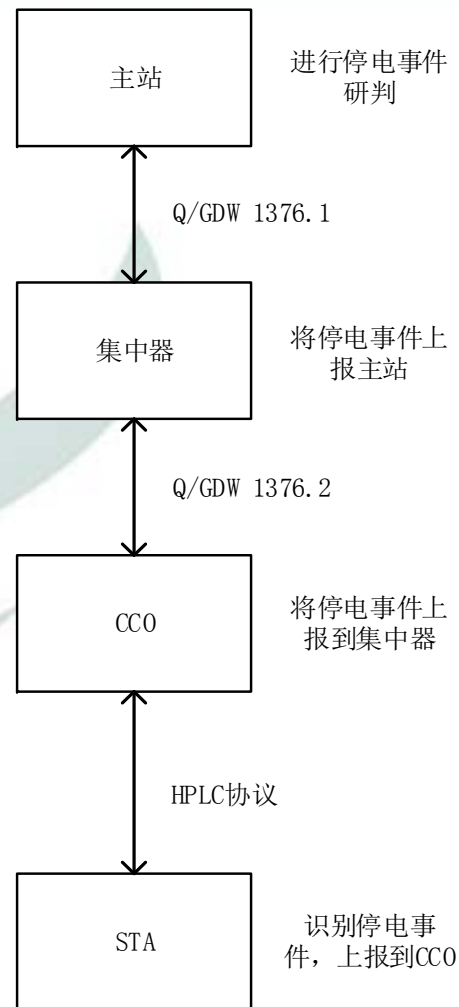 主站
进行停电事件
研判
Q/GDW 1376.1
集中器
将停电事件上
报主站
Q/GDW 1376.2
CCO
将停电事件上
报到集中器
HPLC协议
STA
识别停电事
件，上报到CCO